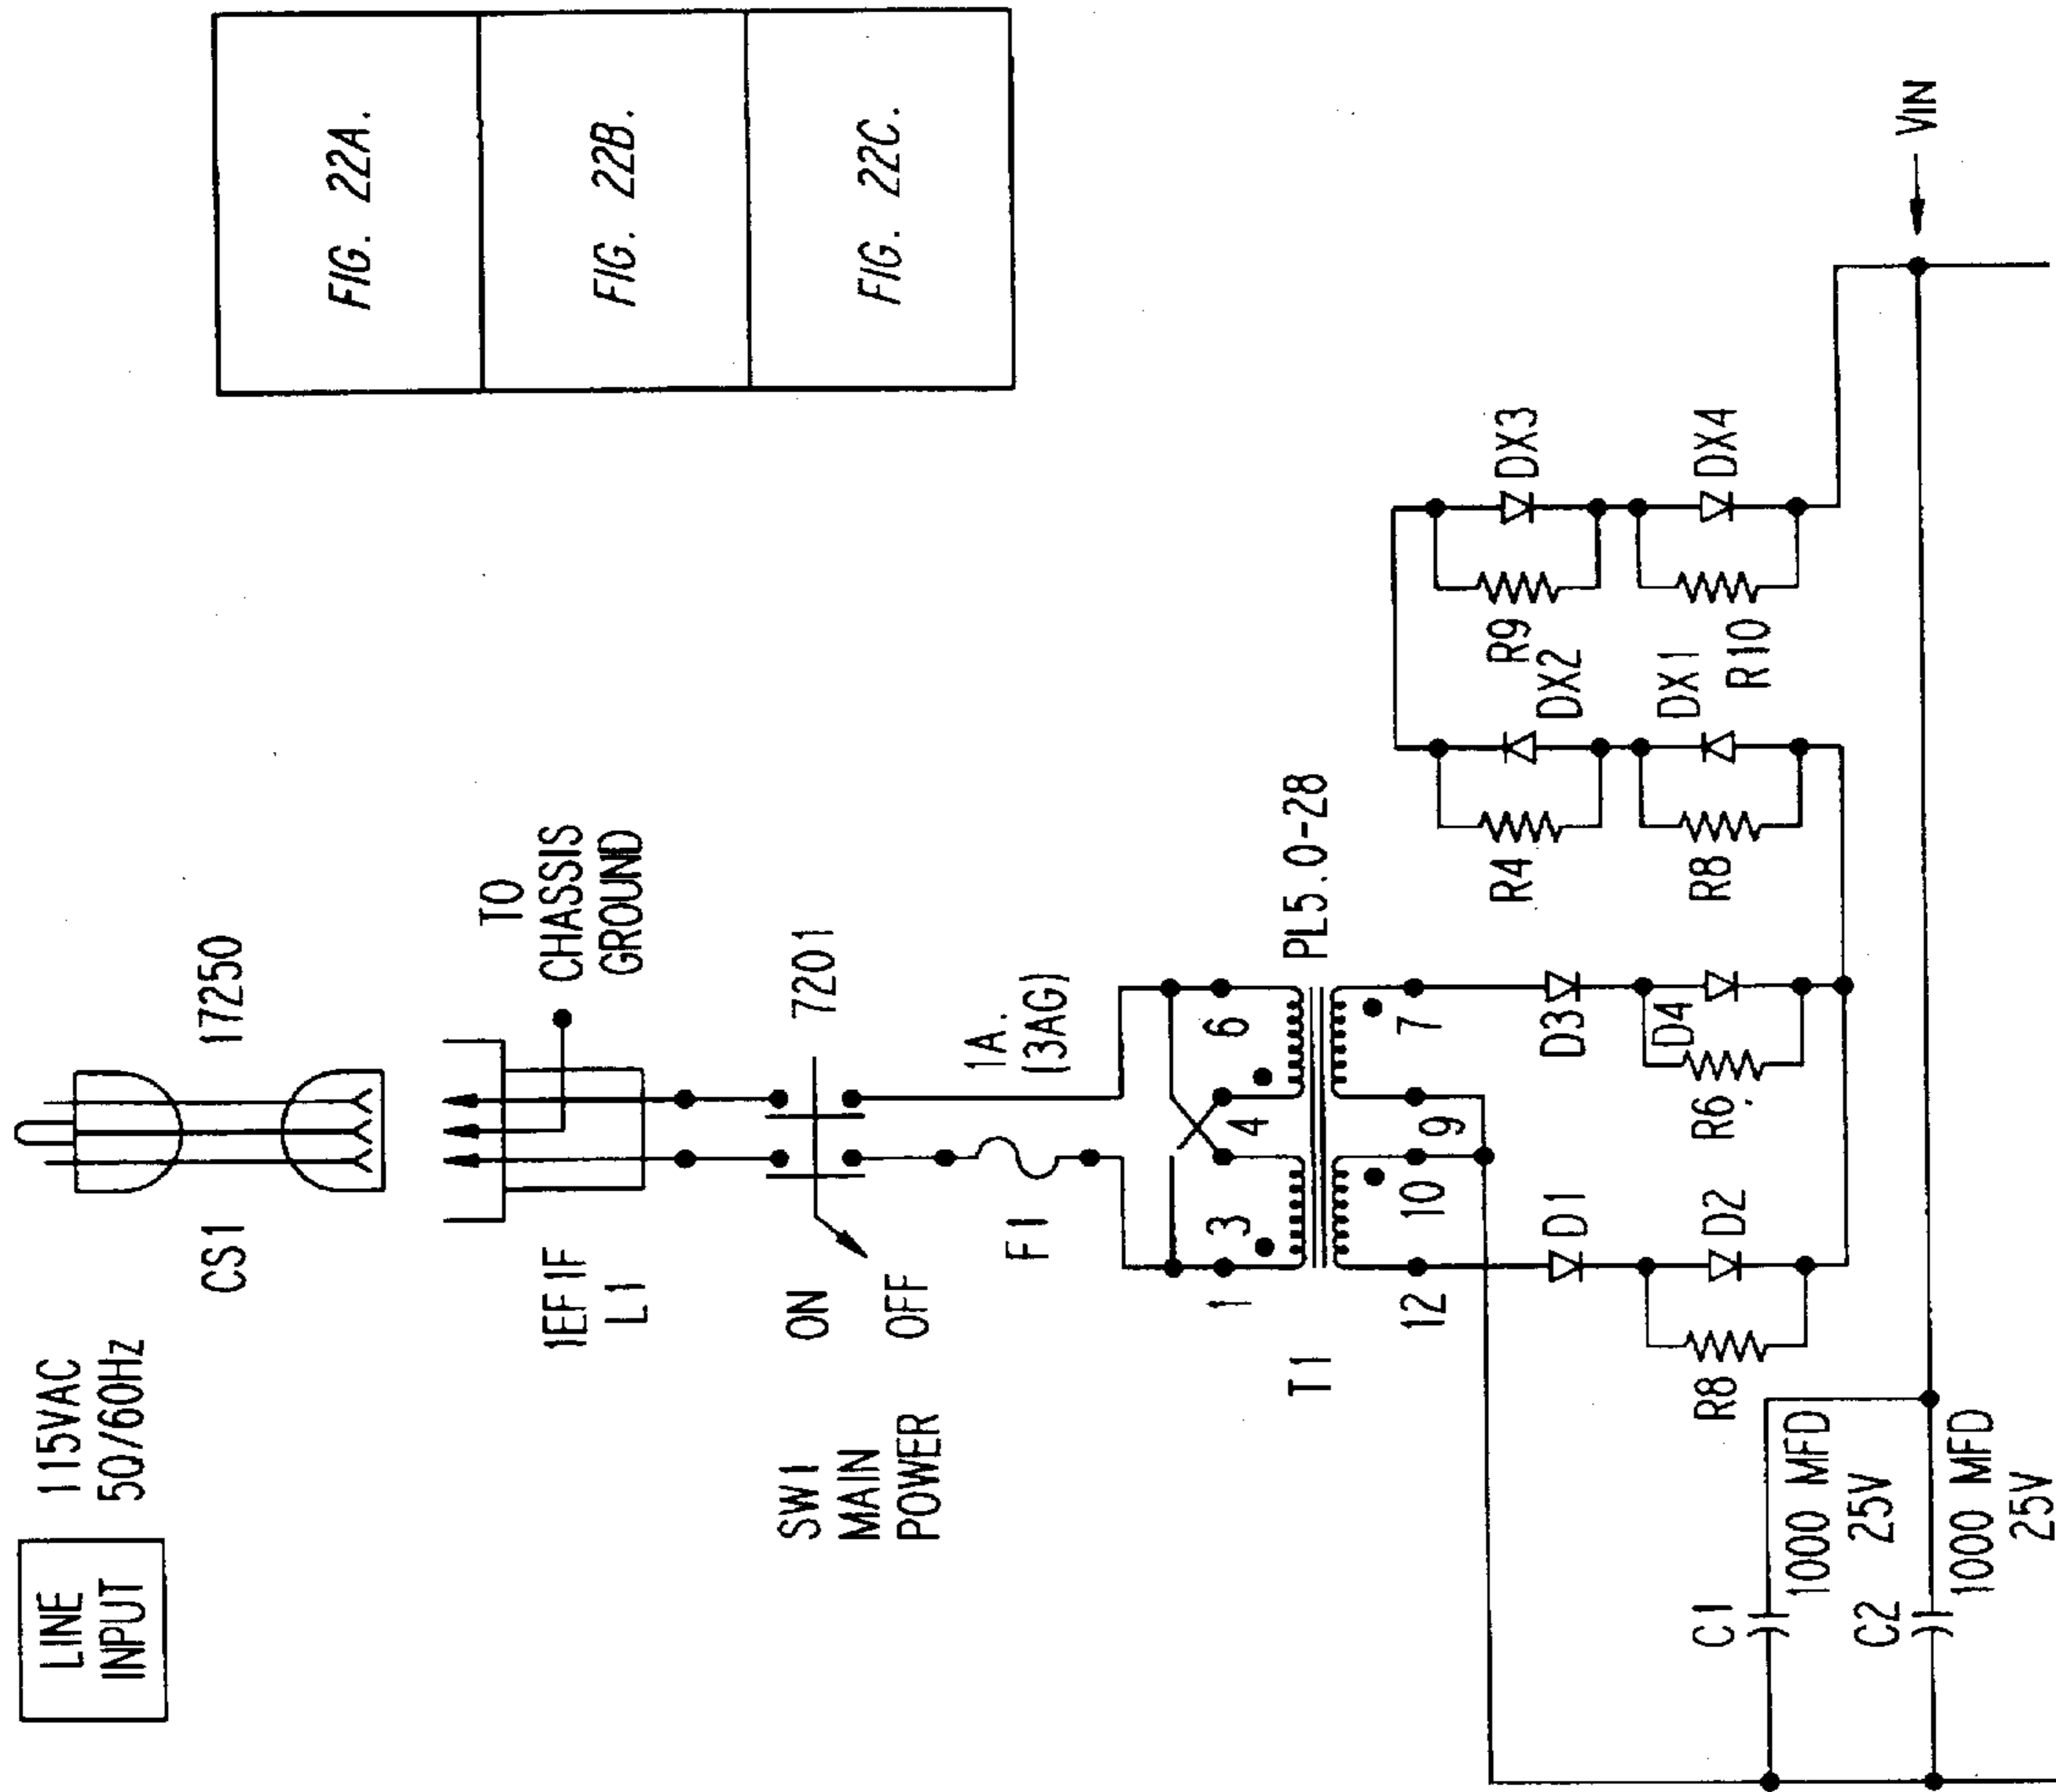 LINE
INPUT
115VAC
50/60Hz
CS1
17250
1EF1F
L1
TO
CHASSIS
GROUND
SW1
MAIN
POWER
ON
OFF
7201
F1
1A.
(3AG)
T1
1
3
4
6
12
10
9
7
PL5.0-28
D1
D2
R8
D3
D4
R6
R4
R8
DX2
DX1
R9
R10
DX3
DX4
C1
1000 MFD
25V
C2
1000 MFD
25V
VIN
FIG. 22A.
FIG. 22B.
FIG. 22C.